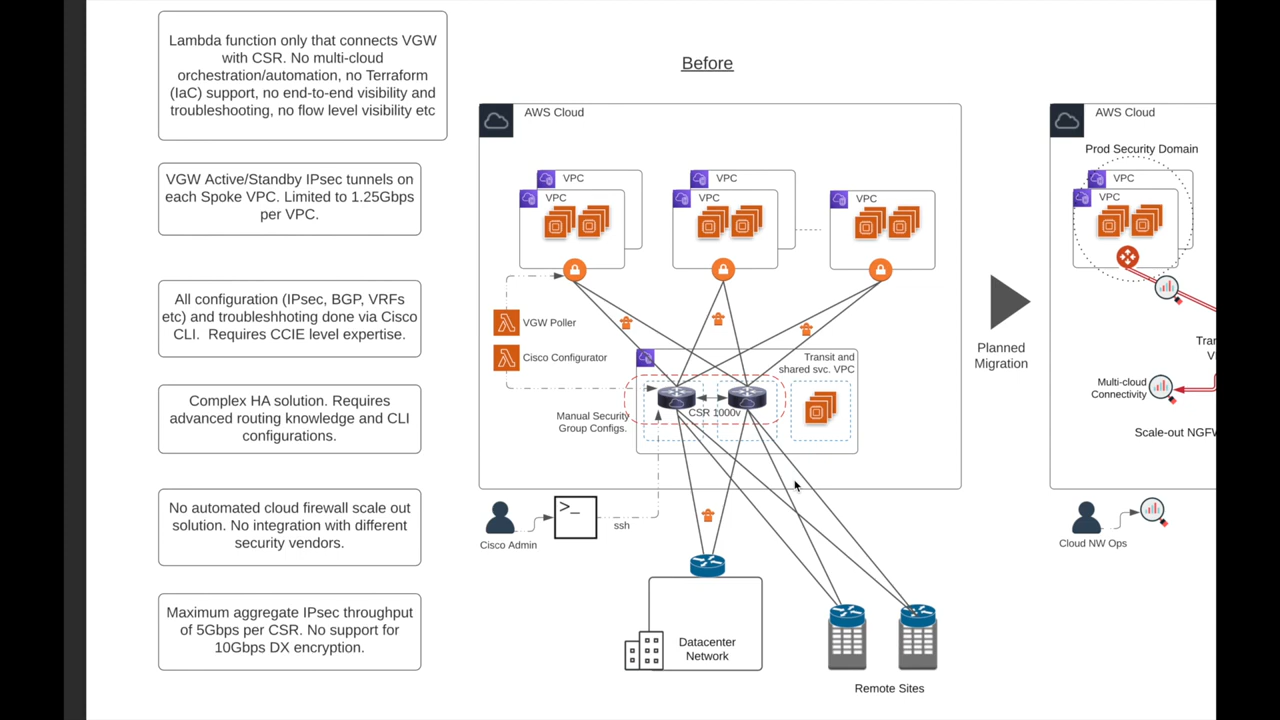 Lambda function only that connects VGW
with CSR. No multi-cloud
orchestration/automation, no Terraform
(IaC) support, no end-to-end visibility and
troubleshooting, no flow level visibility etc
VGW Active/Standby IPsec tunnels on
each Spoke VPC. Limited to 1.25Gbps
per VPC.
All configuration (IPsec, BGP, VRFs
etc) and troubleshhoting done via Cisco
CLI. Requires CCIE level expertise.
Complex HA solution. Requires
advanced routing knowledge and CLI
configurations.
No automated cloud firewall scale out
solution. No integration with different
security vendors.
Maximum aggregate IPsec throughput
of 5Gbps per CSR. No support for
10Gbps DX encryption.
Before
AWS Cloud
VPC
VPC
VPC
VPC
VPC
VGW Poller
Cisco Configurator
Transit and
shared svc. VPC
CSR 1000v
Manual Security
Group Configs.
>_
ssh
Cisco Admin
Datacenter
Network
Remote Sites
Planned
Migration
AWS Cloud
Prod Security Domain
VPC
VPC
Multi-cloud
Connectivity
Cloud NW Ops